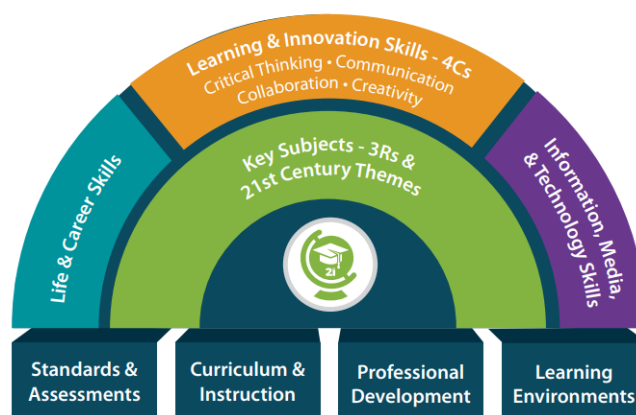 Learning & Innovation Skills - 4Cs
Critical Thinking • Communication
Collaboration • Creativity
Life & Career Skills
Key Subjects - 3Rs &
21st Century Themes
Information, Media,
& Technology Skills
21
Standards &
Assessments
Curriculum &
Instruction
Professional
Development
Learning
Environments